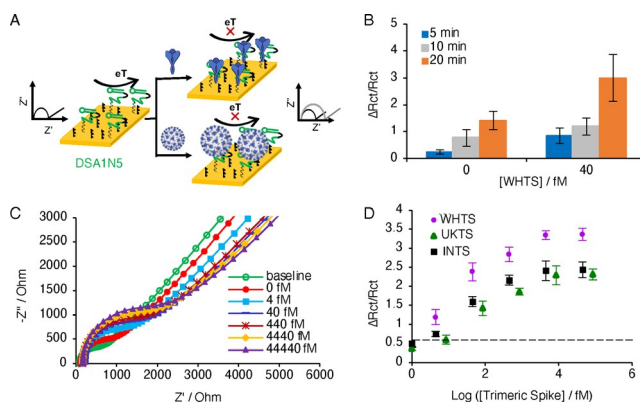 A
eT
Z"
Z'
DSA1N5
eT
eT
Z"
Z'
B
5 min
10 min
20 min
ΔRct/Rct
5
4
3
2
1
0
0
40
[WHTS] / fM
C
-Z" / Ohm
3000
2500
2000
1500
1000
500
0
baseline
0 fM
4 fM
40 fM
440 fM
4440 fM
44440 fM
0
1000
2000
3000
4000
5000
6000
Z' / Ohm
D
WHTS
UKTS
INTS
ΔRct/Rct
4
3.5
3
2.5
2
1.5
0.5
0
0
2
4
6
Log ([Trimeric Spike] / fM)